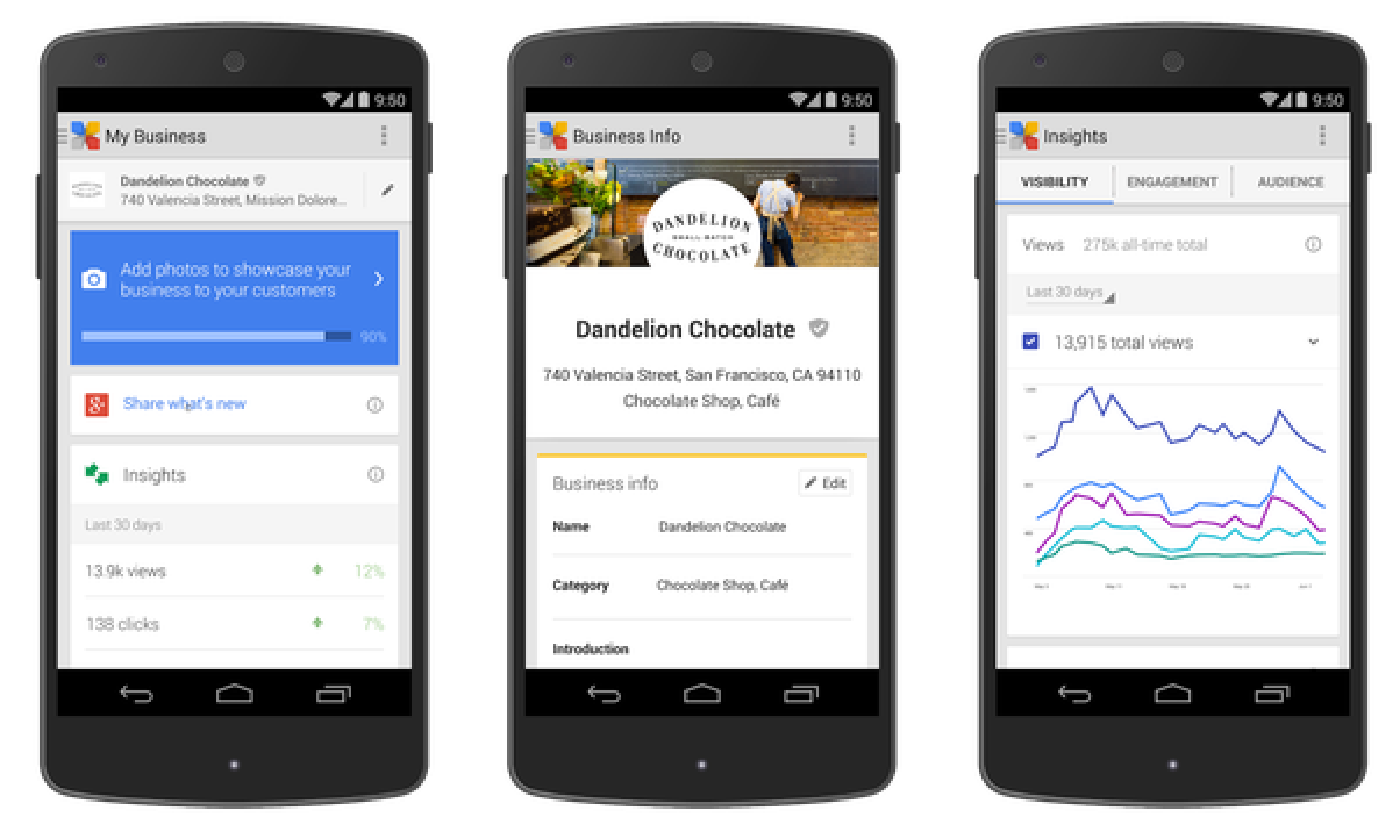 9:50
My Business
Dandelion Chocolate
740 Valencia Street, Mission Dolore...
Add photos to showcase your
business to your customers
90%
Share what's new
Insights
Last 30 days
13.9k views 12%
138 clicks 7%
9:50
Business Info
DANDELION
SMALL-BATCH
CHOCOLATE
Dandelion Chocolate
740 Valencia Street, San Francisco, CA 94110
Chocolate Shop, Café
Business info Edit
Name Dandelion Chocolate
Category Chocolate Shop, Café
Introduction
9:50
Insights
VISIBILITY ENGAGEMENT AUDIENCE
Views 275k all-time total
Last 30 days
13,915 total views